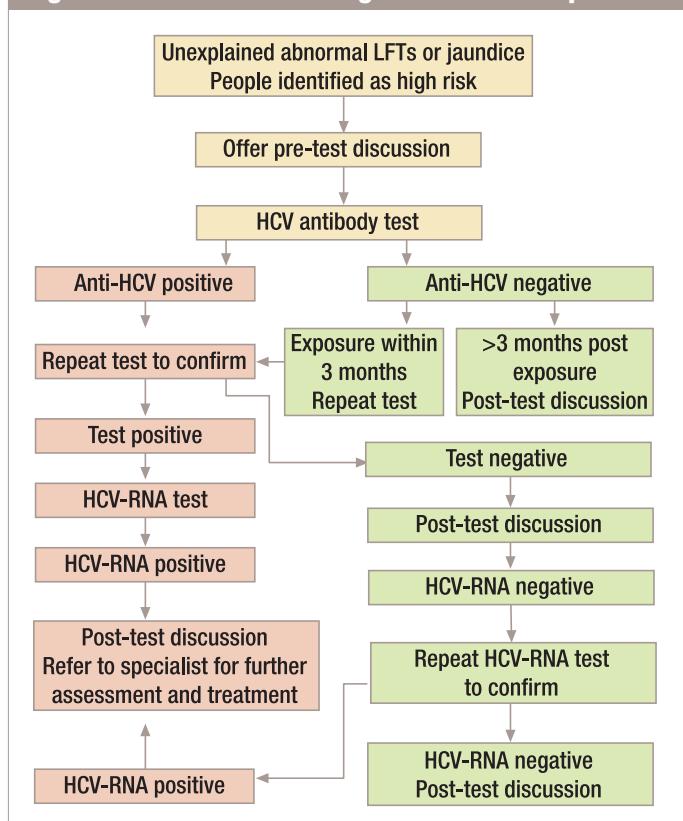 Unexplained abnormal LFTs or jaundice
People identified as high risk
Offer pre-test discussion
HCV antibody test
Anti-HCV positive
Anti-HCV negative
Repeat test to confirm
Exposure within
3 months
Repeat test
>3 months post
exposure
Post-test discussion
Test positive
Test negative
HCV-RNA test
Post-test discussion
HCV-RNA positive
HCV-RNA negative
Post-test discussion
Refer to specialist for further
assessment and treatment
Repeat HCV-RNA test
to confirm
HCV-RNA positive
HCV-RNA negative
Post-test discussion